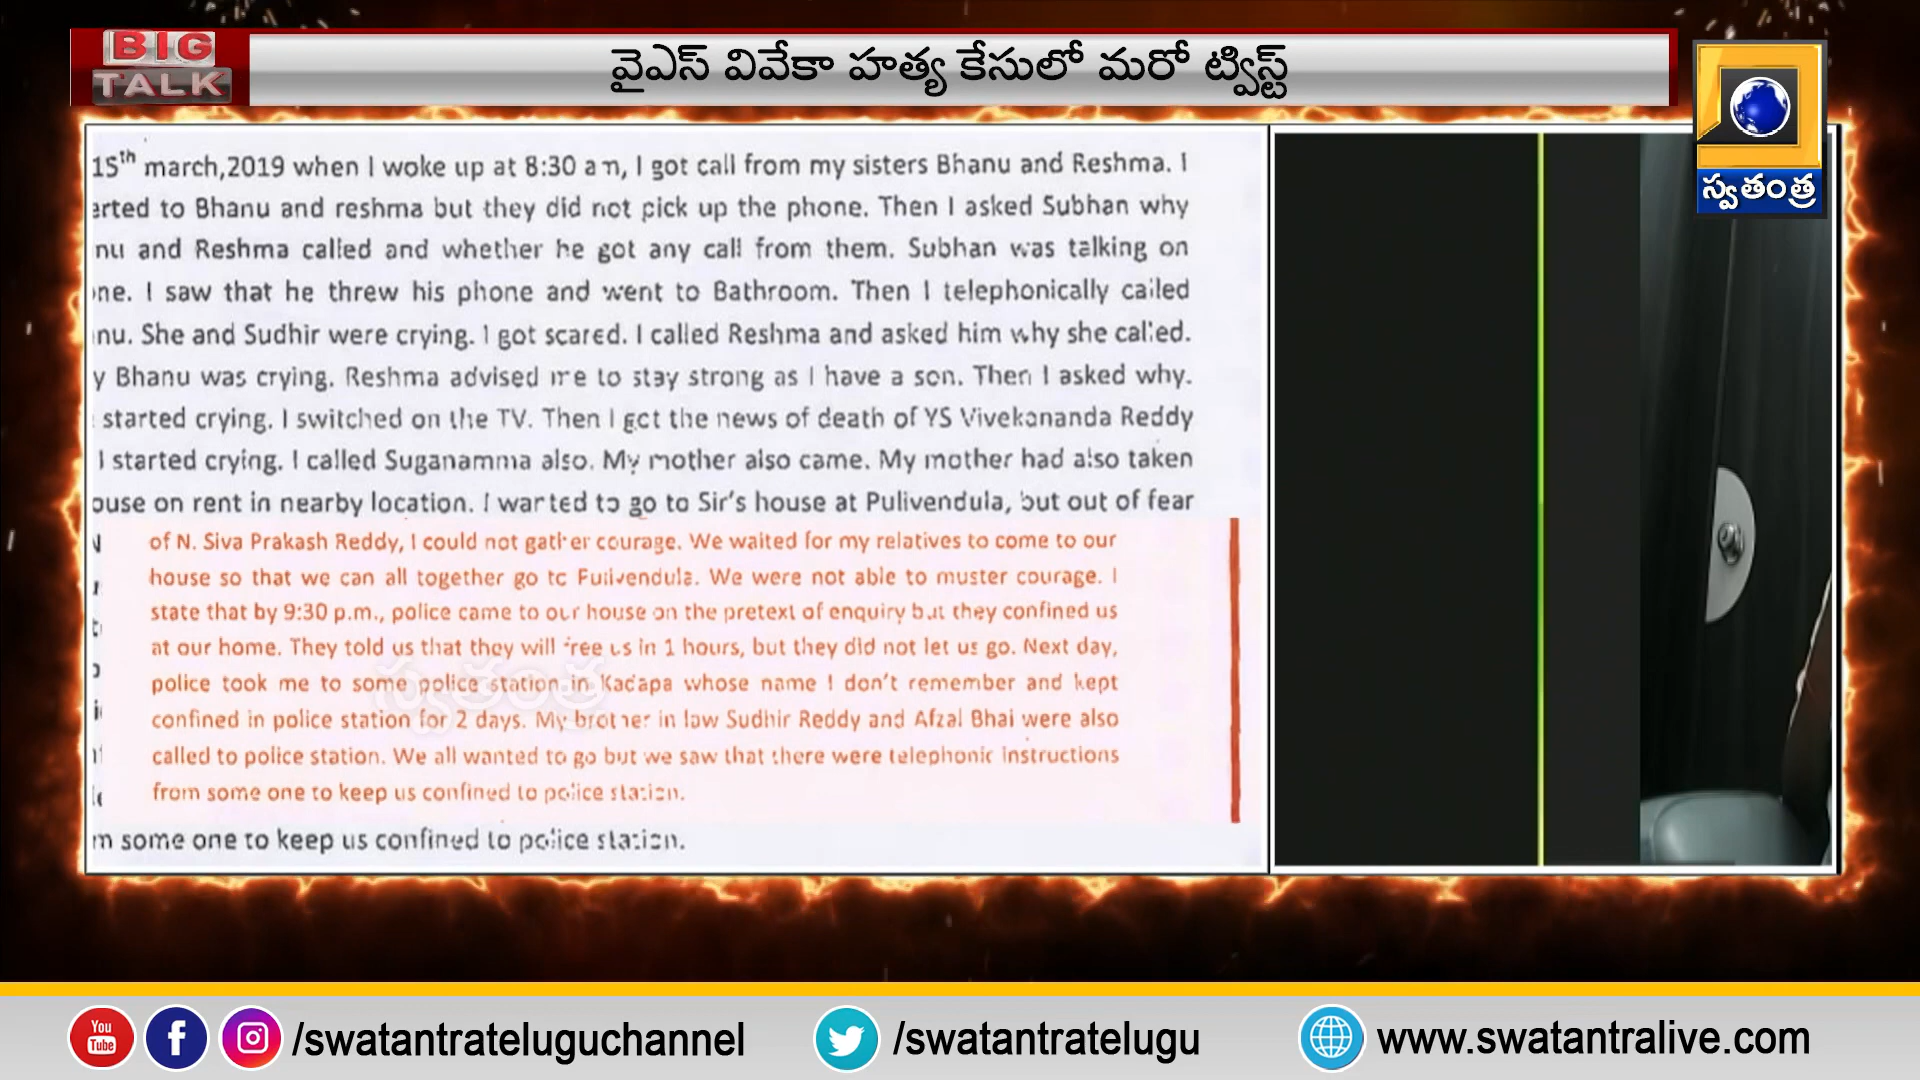 BIG
TALK
వైఎస్ వివేకా హత్య కేసులో మరో ట్విస్ట్
స్వతంత్ర
15th march,2019 when I woke up at 8:30 am, I got call from my sisters Bhanu and Reshma. I
erted to Bhanu and reshma but they did not pick up the phone. Then I asked Subhan why
nu and Reshma called and whether he got any call from them. Subhan was talking on
one. I saw that he threw his phone and went to Bathroom. Then I telephonically called
nu. She and Sudhir were crying. I got scared. I called Reshma and asked him why she called.
y Bhanu was crying. Reshma advised me to stay strong as I have a son. Then I asked why.
started crying. I switched on the TV. Then I got the news of death of YS Vivekananda Reddy
I started crying. I called Suganamma also. My mother also came. My mother had also taken
ouse on rent in nearby location. I wanted to go to Sir's house at Pulivendula, but out of fear
of N. Siva Prakash Reddy, I could not gather courage. We waited for my relatives to come to our
house so that we can all together go to Pulivendula. We were not able to muster courage. I
state that by 9:30 p.m., police came to our house on the pretext of enquiry but they confined us
at our home. They told us that they will free us in 1 hours, but they did not let us go. Next day,
police took me to some police station in Kadapa whose name I don't remember and kept
confined in police station for 2 days. My brother in law Sudhir Reddy and Afzal Bhai were also
called to police station. We all wanted to go but we saw that there were telephonic instructions
from some one to keep us confined to police station.
m some one to keep us confined to police station.
స్వతంత్ర
You
Tube
/swatantrateluguchannel
/swatantratelugu
www.swatantralive.com